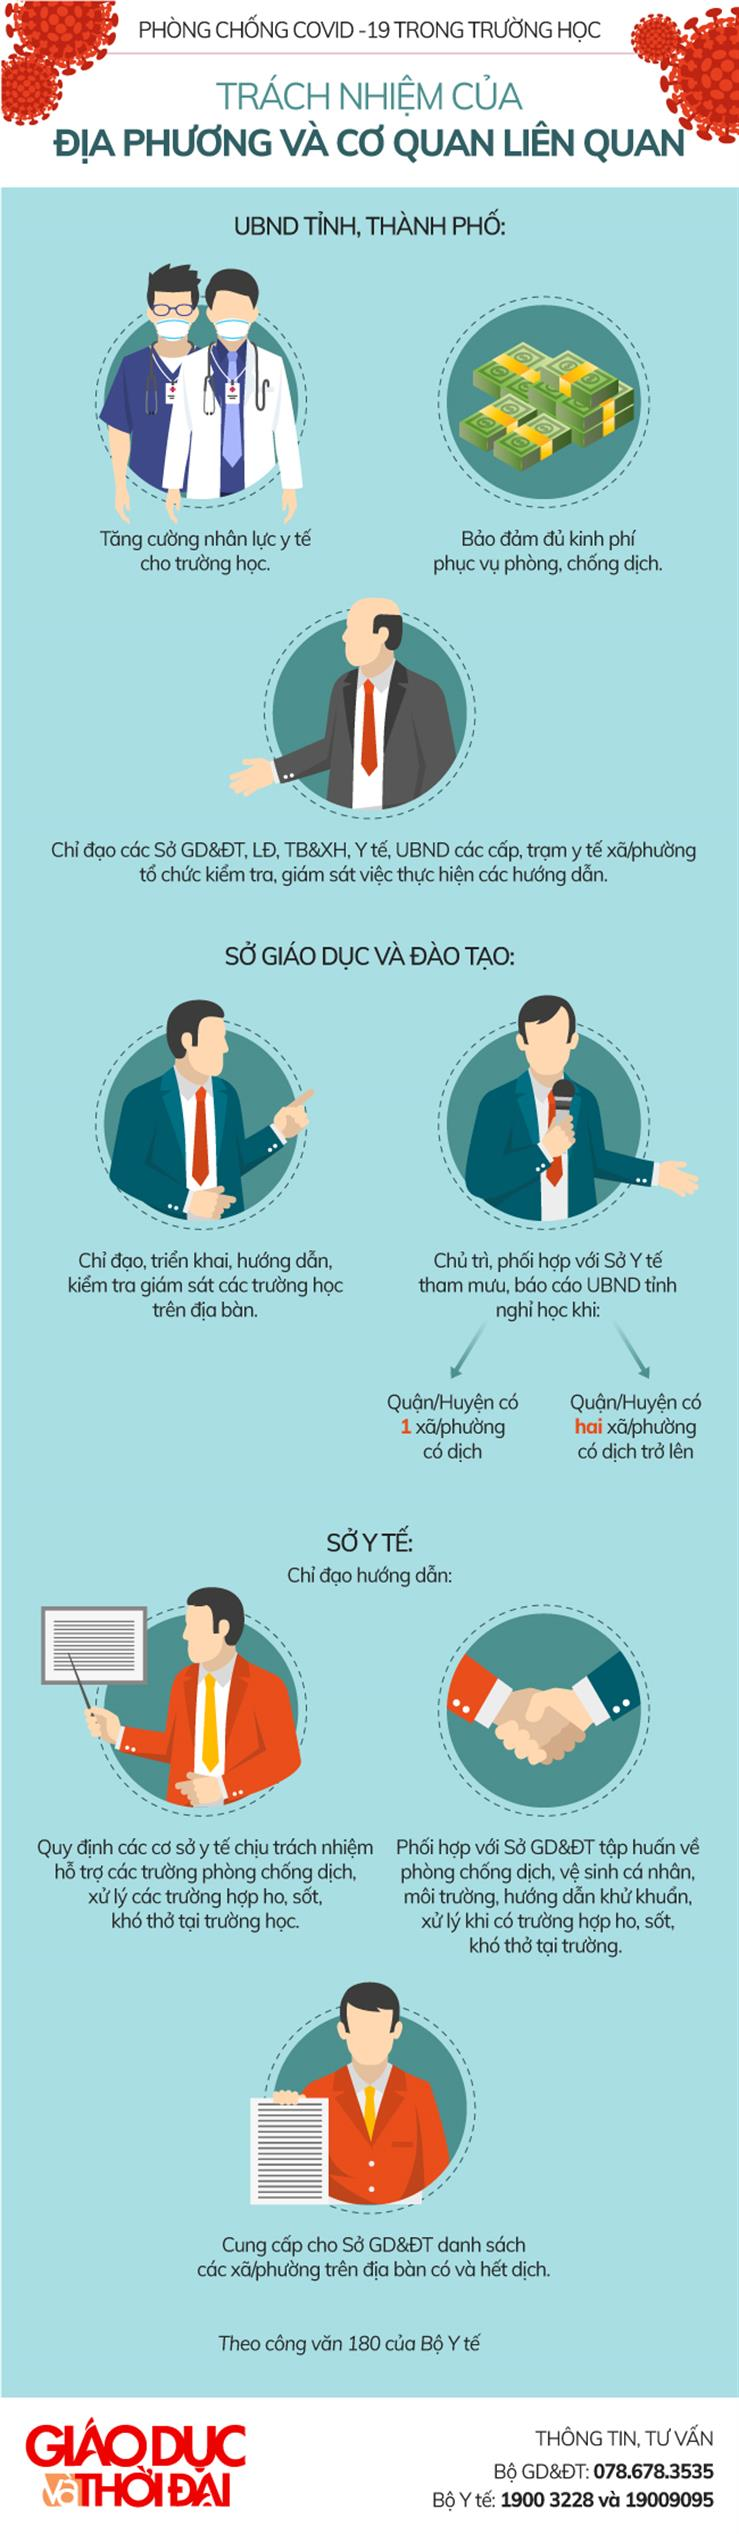 PHÒNG CHỐNG COVID -19 TRONG TRƯỜNG HỌC
TRÁCH NHIỆM CỦA
ĐỊA PHƯƠNG VÀ CƠ QUAN LIÊN QUAN
UBND TỈNH, THÀNH PHỐ:
Tăng cường nhân lực y tế
cho trường học.
Bảo đảm đủ kinh phí
phục vụ phòng, chống dịch.
Chỉ đạo các Sở GD&ĐT, LĐ, TB&XH, Y tế, UBND các cấp, trạm y tế xã/phường
tổ chức kiểm tra, giám sát việc thực hiện các hướng dẫn.
SỞ GIÁO DỤC VÀ ĐÀO TẠO:
Chỉ đạo, triển khai, hướng dẫn,
kiểm tra giám sát các trường học
trên địa bàn.
Chủ trì, phối hợp với Sở Y tế
tham mưu, báo cáo UBND tỉnh
nghỉ học khi:
Quận/Huyện có
1 xã/phường
có dịch
Quận/Huyện có
hai xã/phường
có dịch trở lên
SỞ Y TẾ:
Chỉ đạo hướng dẫn:
Quy định các cơ sở y tế chịu trách nhiệm
hỗ trợ các trường phòng chống dịch,
xử lý các trường hợp ho, sốt,
khó thở tại trường học.
Phối hợp với Sở GD&ĐT tập huấn về
phòng chống dịch, vệ sinh cá nhân,
môi trường, hướng dẫn khử khuẩn,
xử lý khi có trường hợp ho, sốt,
khó thở tại trường.
Cung cấp cho Sở GD&ĐT danh sách
các xã/phường trên địa bàn có và hết dịch.
Theo công văn 180 của Bộ Y tế
GIÁO DỤC
và THỜI ĐẠI
THÔNG TIN, TƯ VẤN
Bộ GD&ĐT: 078.678.3535
Bộ Y tế: 1900 3228 và 19009095